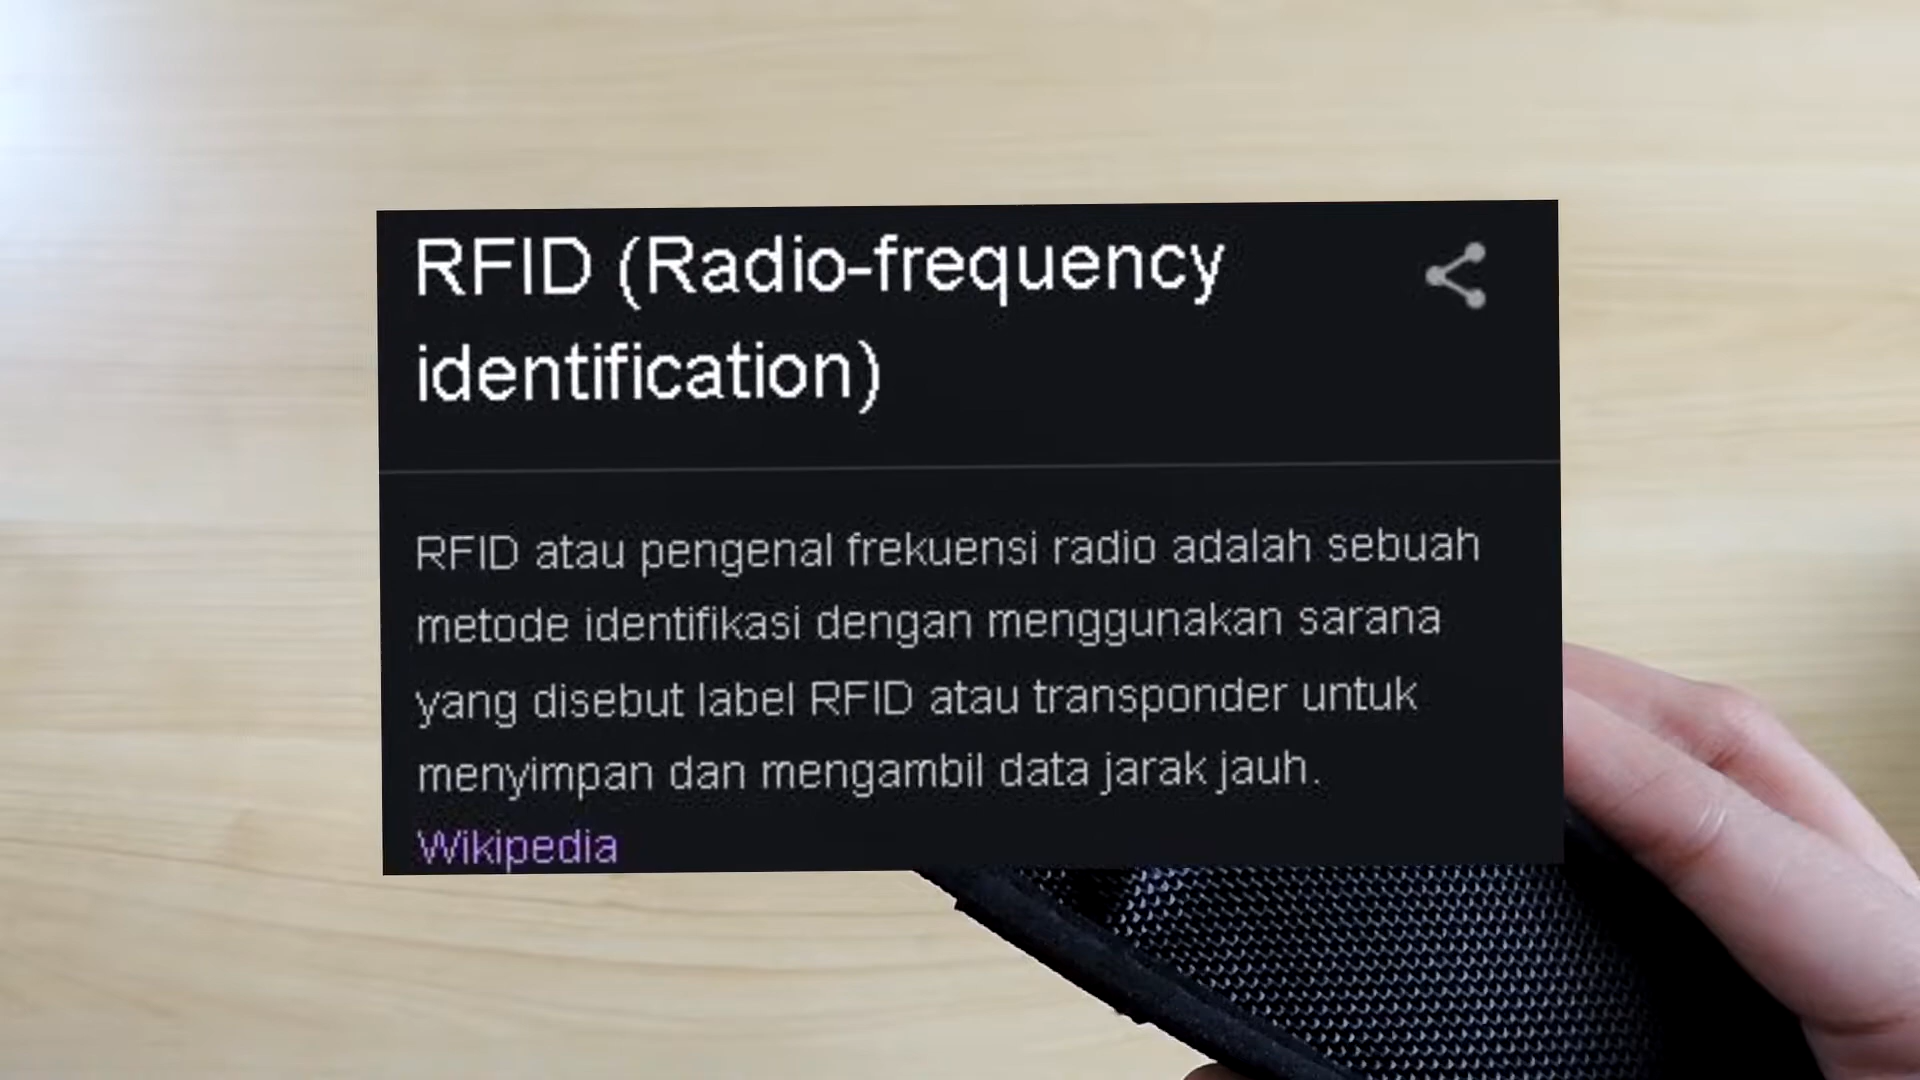 RFID (Radio-frequency
identification)
RFID atau pengenal frekuensi radio adalah sebuah
metode identifikasi dengan menggunakan sarana
yang disebut label RFID atau transponder untuk
menyimpan dan mengambil data jarak jauh.
Wikipedia